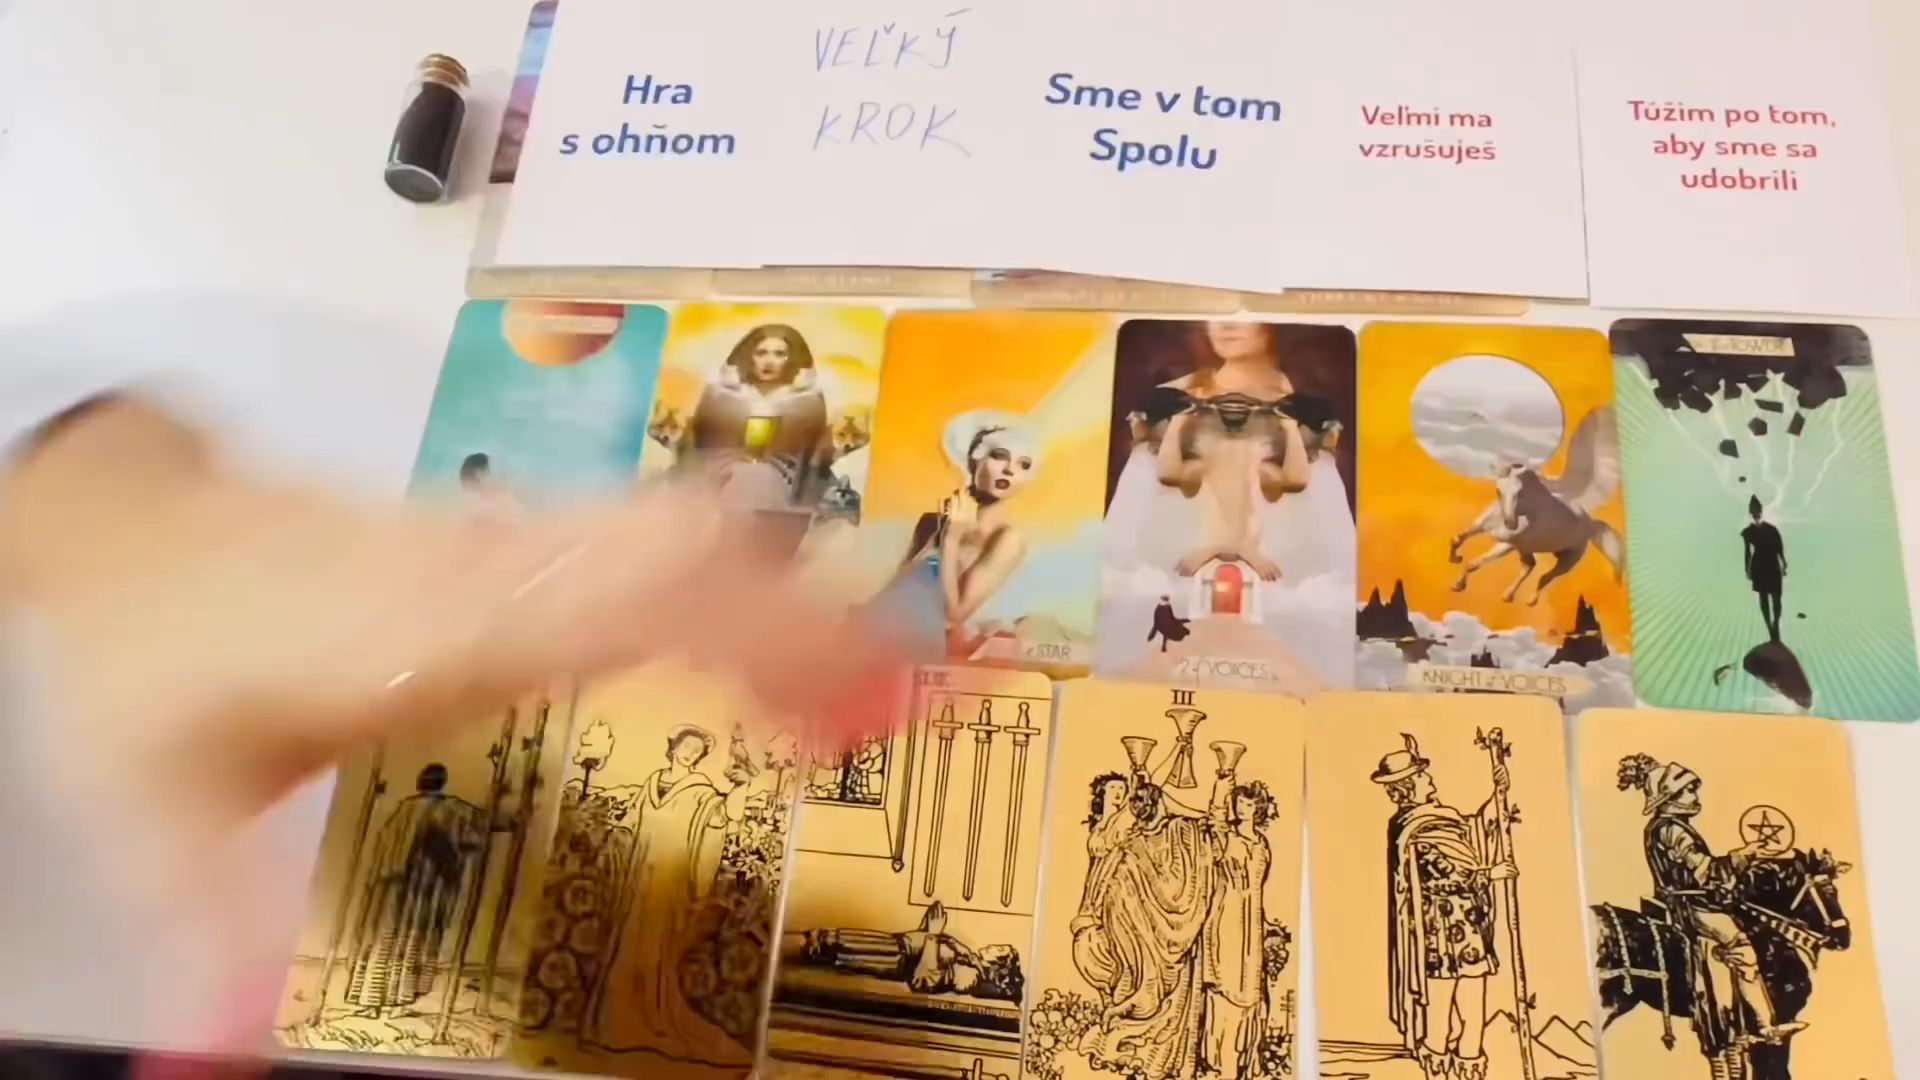 Hra
s ohňom
VEĽKÝ
KROK
Sme v tom
Spolu
Veľmi ma
vzrušuješ
Túžim po tom,
aby sme sa
udobrili
TOWER
STAR
2 of VOICES
KNIGHT of VOICES
III